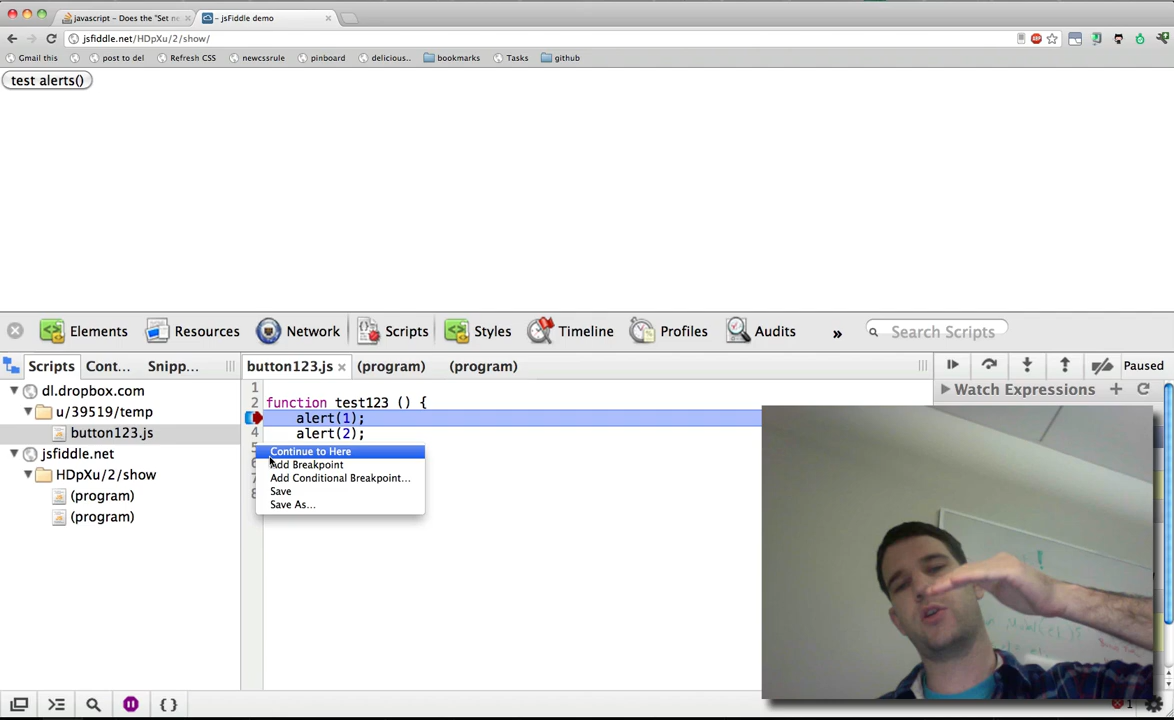 javascript - Does the "Set ne
- jsFiddle demo
jsfiddle.net/HDpXu/2/show/
Gmail this
post to del
Refresh CSS
newcssrule
pinboard
delicious..
bookmarks
Tasks
github
test alerts()
Elements
Resources
Network
Scripts
Styles
Timeline
Profiles
Audits
»
Search Scripts
Scripts
Cont...
Snipp...
button123.js
(program)
(program)
Paused
dl.dropbox.com
u/39519/temp
button123.js
jsfiddle.net
HDpXu/2/show
(program)
(program)
Watch Expressions
1
2 function test123 () {
alert(1);
4 alert(2);
Continue to Here
Add Breakpoint
Add Conditional Breakpoint...
Save
Save As...
1